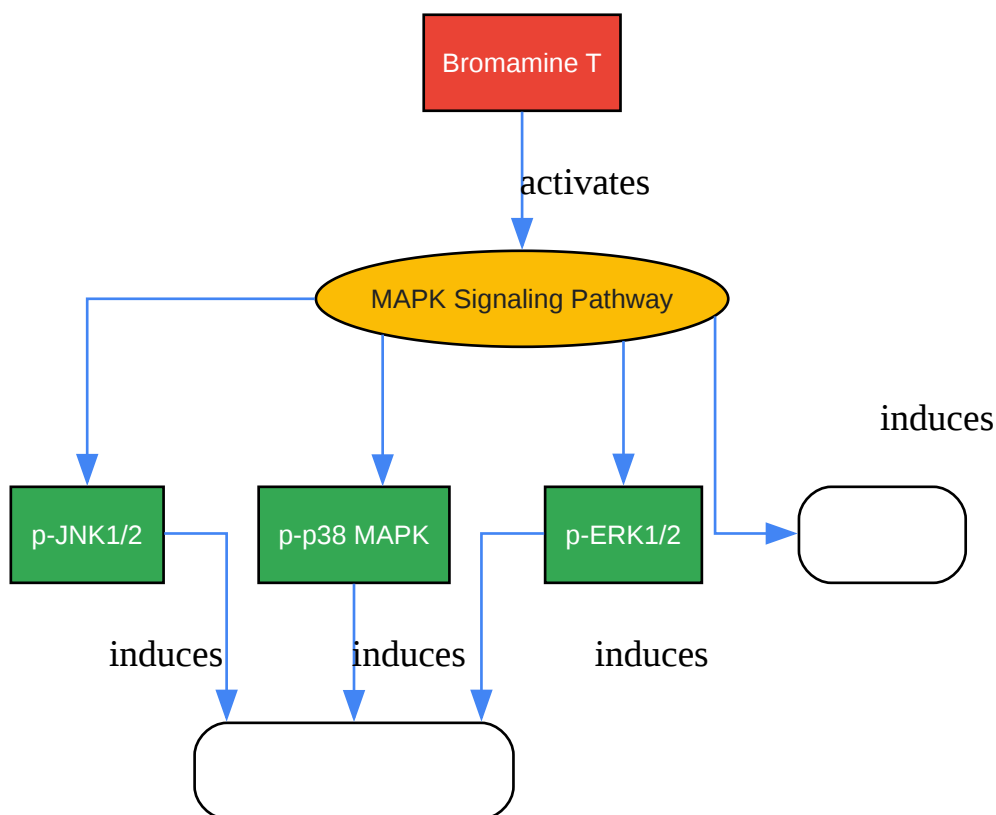 Bromamine T
activates
MAPK Signaling Pathway
induces
p-JNK1/2
p-p38 MAPK
p-ERK1/2
induces
induces
induces